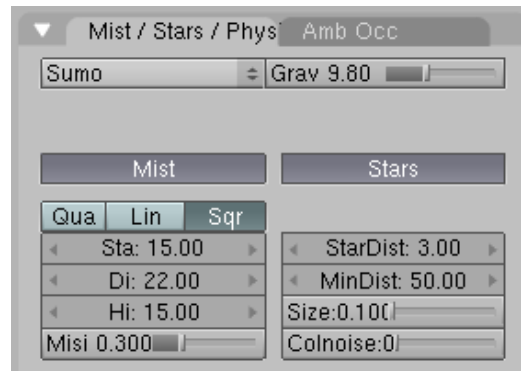 Mist / Stars / Phys Amb Occ
Sumo Grav 9.80
Mist Stars
Qua Lin Sqr
Sta: 15.00 StarDist: 3.00
Di: 22.00 MinDist: 50.00
Hi: 15.00 Size:0.100
Misi 0.300 Colnoise:0